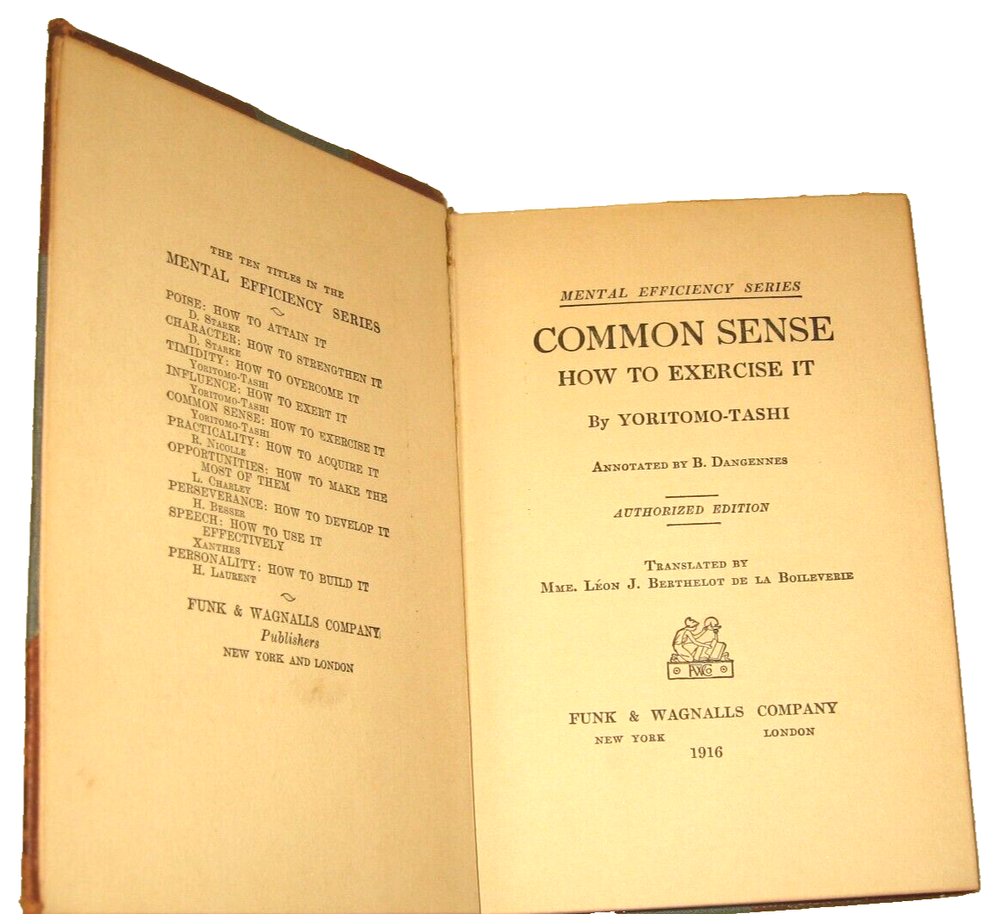 THE TEN TITLES IN THE
MENTAL EFFICIENCY SERIES
POISE: HOW TO ATTAIN IT
D. STARKE
CHARACTER: HOW TO STRENGTHEN IT
D. STARKE
TIMIDITY: HOW TO OVERCOME IT
YORITOMO-TASHI
INFLUENCE: HOW TO EXERT IT
YORITOMO-TASHI
COMMON SENSE: HOW TO EXERCISE IT
YORITOMO-TASHI
PRACTICALITY: HOW TO ACQUIRE IT
R. NICOLLE
OPPORTUNITIES: HOW TO MAKE THE
MOST OF THEM
L. CHARLEY
PERSEVERANCE: HOW TO DEVELOP IT
H. BESSER
SPEECH: HOW TO USE IT
EFFECTIVELY
XANTHES
PERSONALITY: HOW TO BUILD IT
H. LAURENT
FUNK & WAGNALLS COMPANY
Publishers
NEW YORK AND LONDON
MENTAL EFFICIENCY SERIES
COMMON SENSE
HOW TO EXERCISE IT
By YORITOMO-TASHI
ANNOTATED BY B. DANGENNES
AUTHORIZED EDITION
TRANSLATED BY
MME. LÉON J. BERTHELOT DE LA BOILEVERIE
FUNK & WAGNALLS COMPANY
NEW YORK LONDON
1916